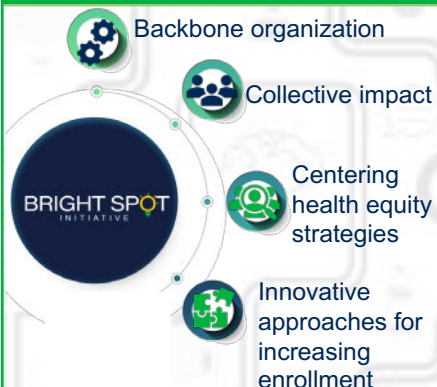 Backbone organization
Collective impact
BRIGHT SPOT
INITIATIVE
Centering
health equity
strategies
Innovative
approaches for
increasing
enrollment